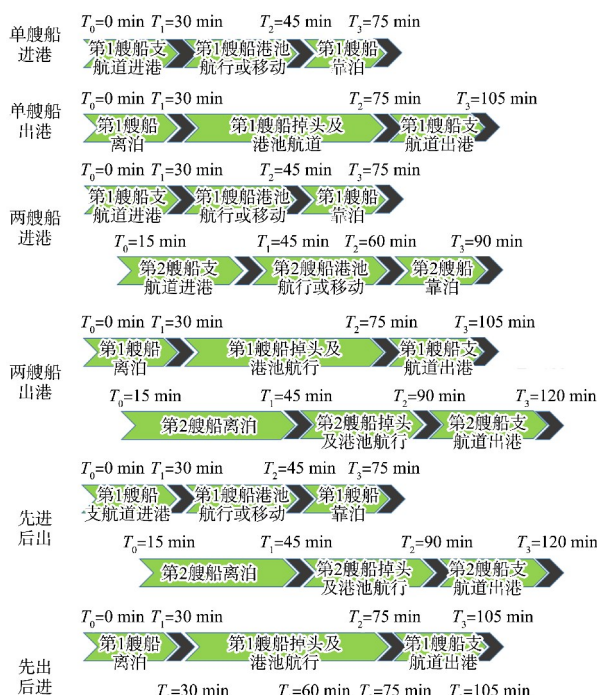 单艘船
进港
T₀=0 min T₁=30 min T₂=45 min T₃=75 min
第1艘船支
航道进港
第1艘船港池
航行或移动
第1艘船
靠泊
单艘船
出港
T₀=0 min T₁=30 min T₂=75 min T₃=105 min
第1艘船
离泊
第1艘船掉头及
港池航道
第1艘船支
航道出港
两艘船
进港
T₀=0 min T₁=30 min T₂=45 min T₃=75 min
第1艘船支
航道进港
第1艘船港池
航行或移动
第1艘船
靠泊
T₀=15 min T₁=45 min T₂=60 min T₃=90 min
第2艘船支
航道进港
第2艘船港池
航行或移动
第2艘船
靠泊
两艘船
出港
T₀=0 min T₁=30 min T₂=75 min T₃=105 min
第1艘船
离泊
第1艘船掉头及
港池航行
第1艘船支
航道出港
T₀=15 min T₁=45 min T₂=90 min T₃=120 min
第2艘船离泊
第2艘船掉头
及港池航行
第2艘船支
航道出港
先进
后出
T₀=0 min T₁=30 min T₂=45 min T₃=75 min
第1艘船
支航道进港
第1艘船港池
航行或移动
第1艘船
靠泊
T₀=15 min T₁=45 min T₂=90 min T₃=120 min
第2艘船离泊
第2艘船掉头
及港池航行
第2艘船支
航道出港
先出
后进
T₀=0 min T₁=30 min T₂=75 min T₃=105 min
第1艘船
离泊
第1艘船掉头及
港池航行
第1艘船支
航道出港
=30 min =60 min T₂=75 min T₃=105 min